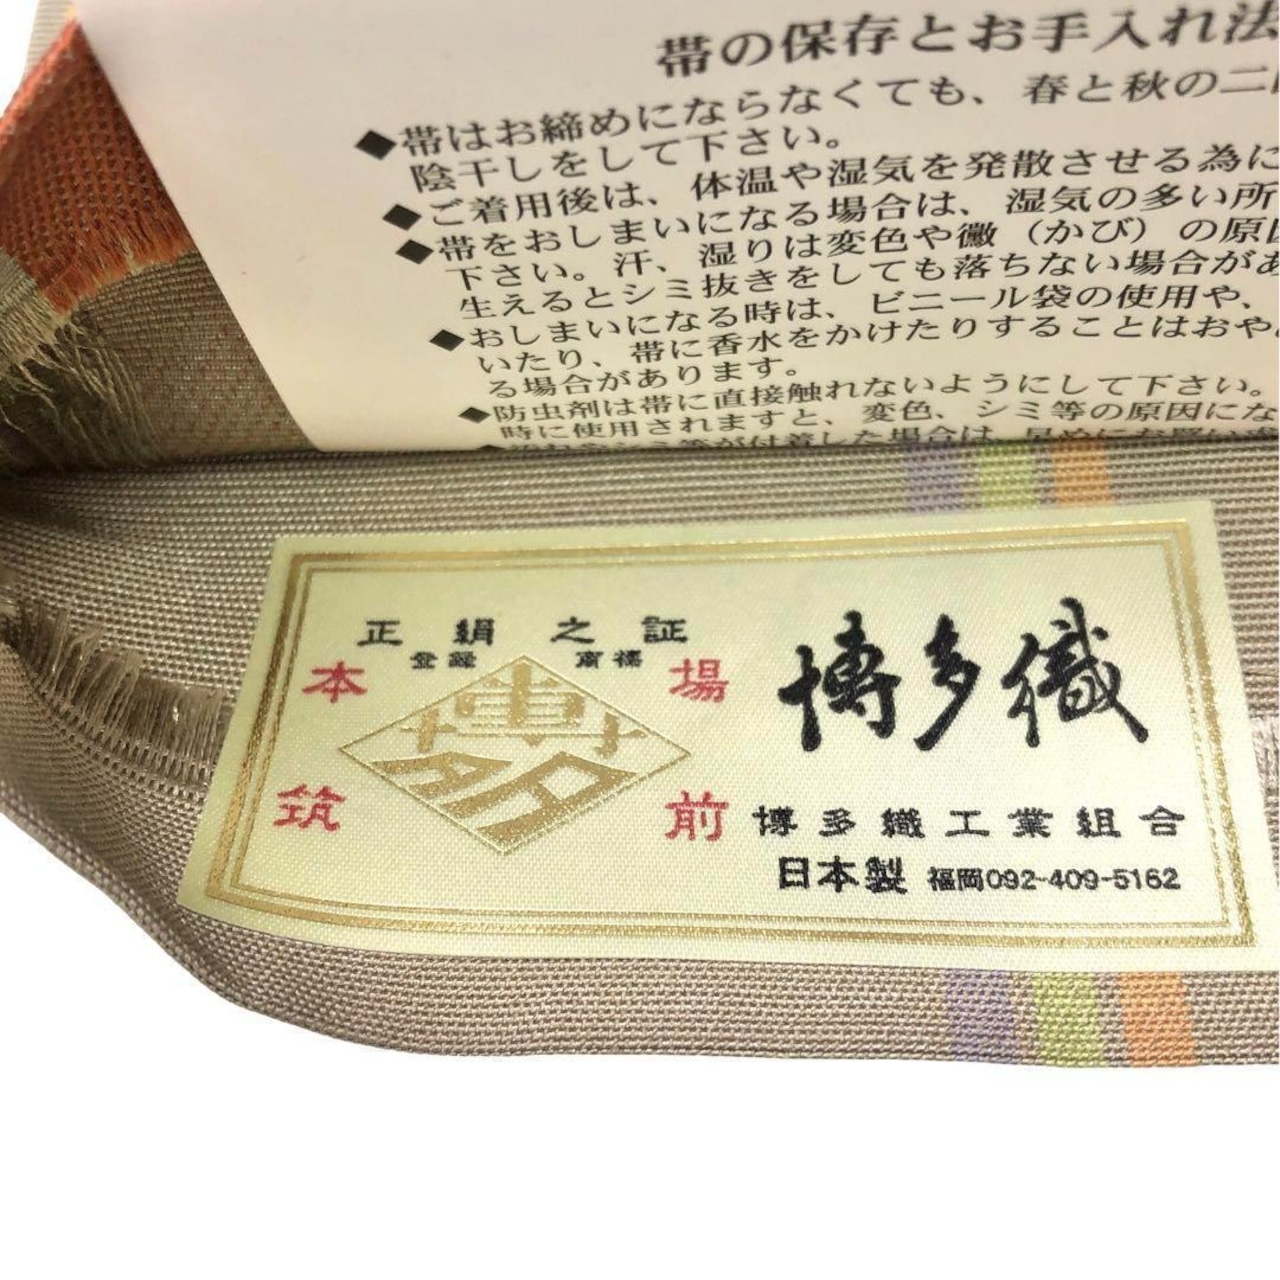 帯の保存とお手入れ法
◆帯はお締めにならなくても、春と秋の二
陰干しをして下さい。
◆ご着用後は、体温や湿気を発散させる為に
◆帯をおしまいになる場合は、湿気の多い所
下さい。汗、湿りは変色や黴（かび）の原因
生えるとシミ抜きをしても落ちない場合があ
◆おしまいになる時は、ビニール袋の使用や、
いたり、帯に香水をかけたりすることはおや
る場合があります。
◆防虫剤は帯に直接触れないようにして下さい。
時に使用されますと、変色、シミ等の原因にな
正絹之証
登録 商標
本場
筑前
博多
博多織
博多織工業組合
日本製 福岡092-409-5162